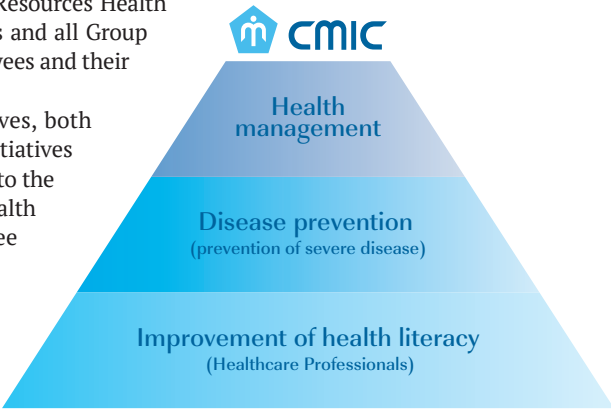 Resources Health
s and all Group
yees and their
ves, both
tiatives
to the
alth
ee
CMIC
Health
management
Disease prevention
(prevention of severe disease)
Improvement of health literacy
(Healthcare Professionals)